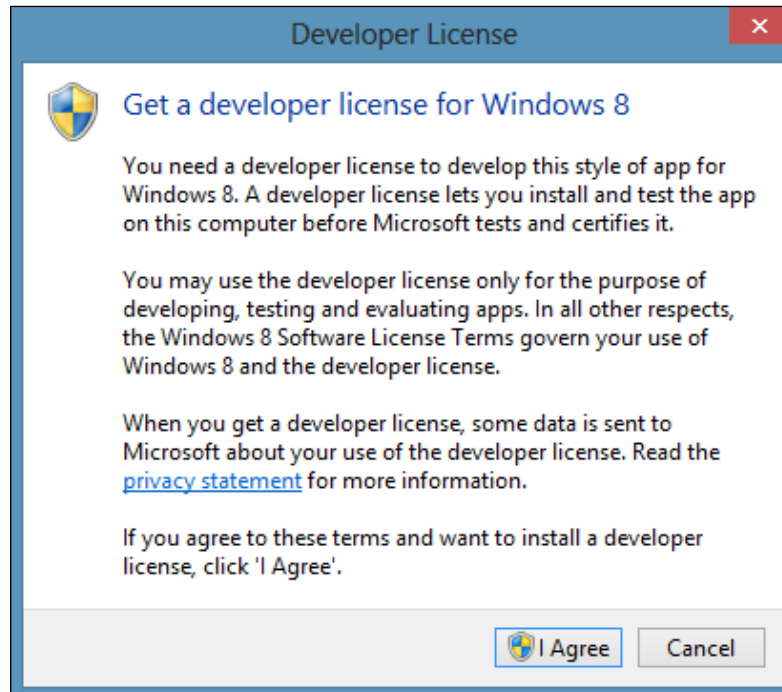 Developer License
Get a developer license for Windows 8
You need a developer license to develop this style of app for
Windows 8. A developer license lets you install and test the app
on this computer before Microsoft tests and certifies it.
You may use the developer license only for the purpose of
developing, testing and evaluating apps. In all other respects,
the Windows 8 Software License Terms govern your use of
Windows 8 and the developer license.
When you get a developer license, some data is sent to
Microsoft about your use of the developer license. Read the
privacy statement for more information.
If you agree to these terms and want to install a developer
license, click 'I Agree'.
I Agree Cancel